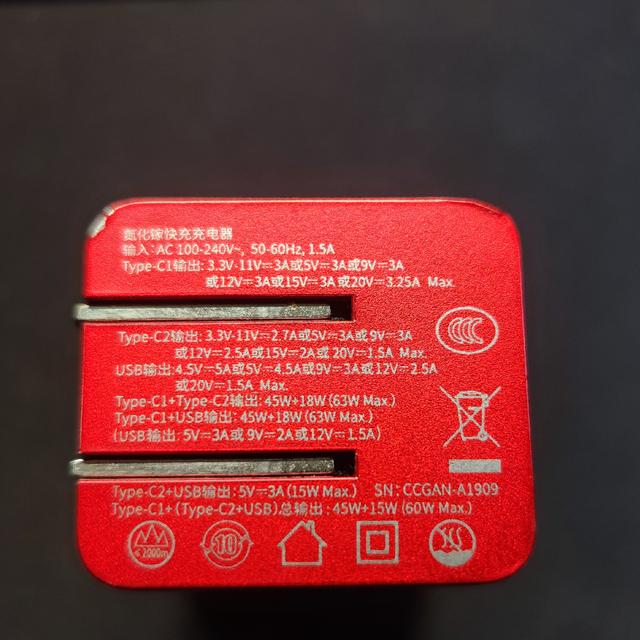 氮化镓快充充电器
输入: AC 100-240V~, 50-60Hz, 1.5A
Type-C1输出: 3.3V-11V⎓3A或5V⎓3A或9V⎓3A
或12V⎓3A或15V⎓3A或20V⎓3.25A Max.
Type-C2输出: 3.3V-11V⎓2.7A或5V⎓3A或9V⎓3A
或12V⎓2.5A或15V⎓2A或20V⎓1.5A Max.
USB输出: 4.5V⎓5A或5V⎓4.5A或9V⎓3A或12V⎓2.5A
或20V⎓1.5A Max.
Type-C1+Type-C2输出: 45W+18W(63W Max.)
Type-C1+USB输出: 45W+18W(63W Max.)
(USB输出: 5V⎓3A或9V⎓2A或12V⎓1.5A)
Type-C2+USB输出: 5V⎓3A(15W Max.) SN: CCGAN-A1909
Type-C1+(Type-C2+USB)总输出: 45W+15W(60W Max.)
≤2000m 10
CCC